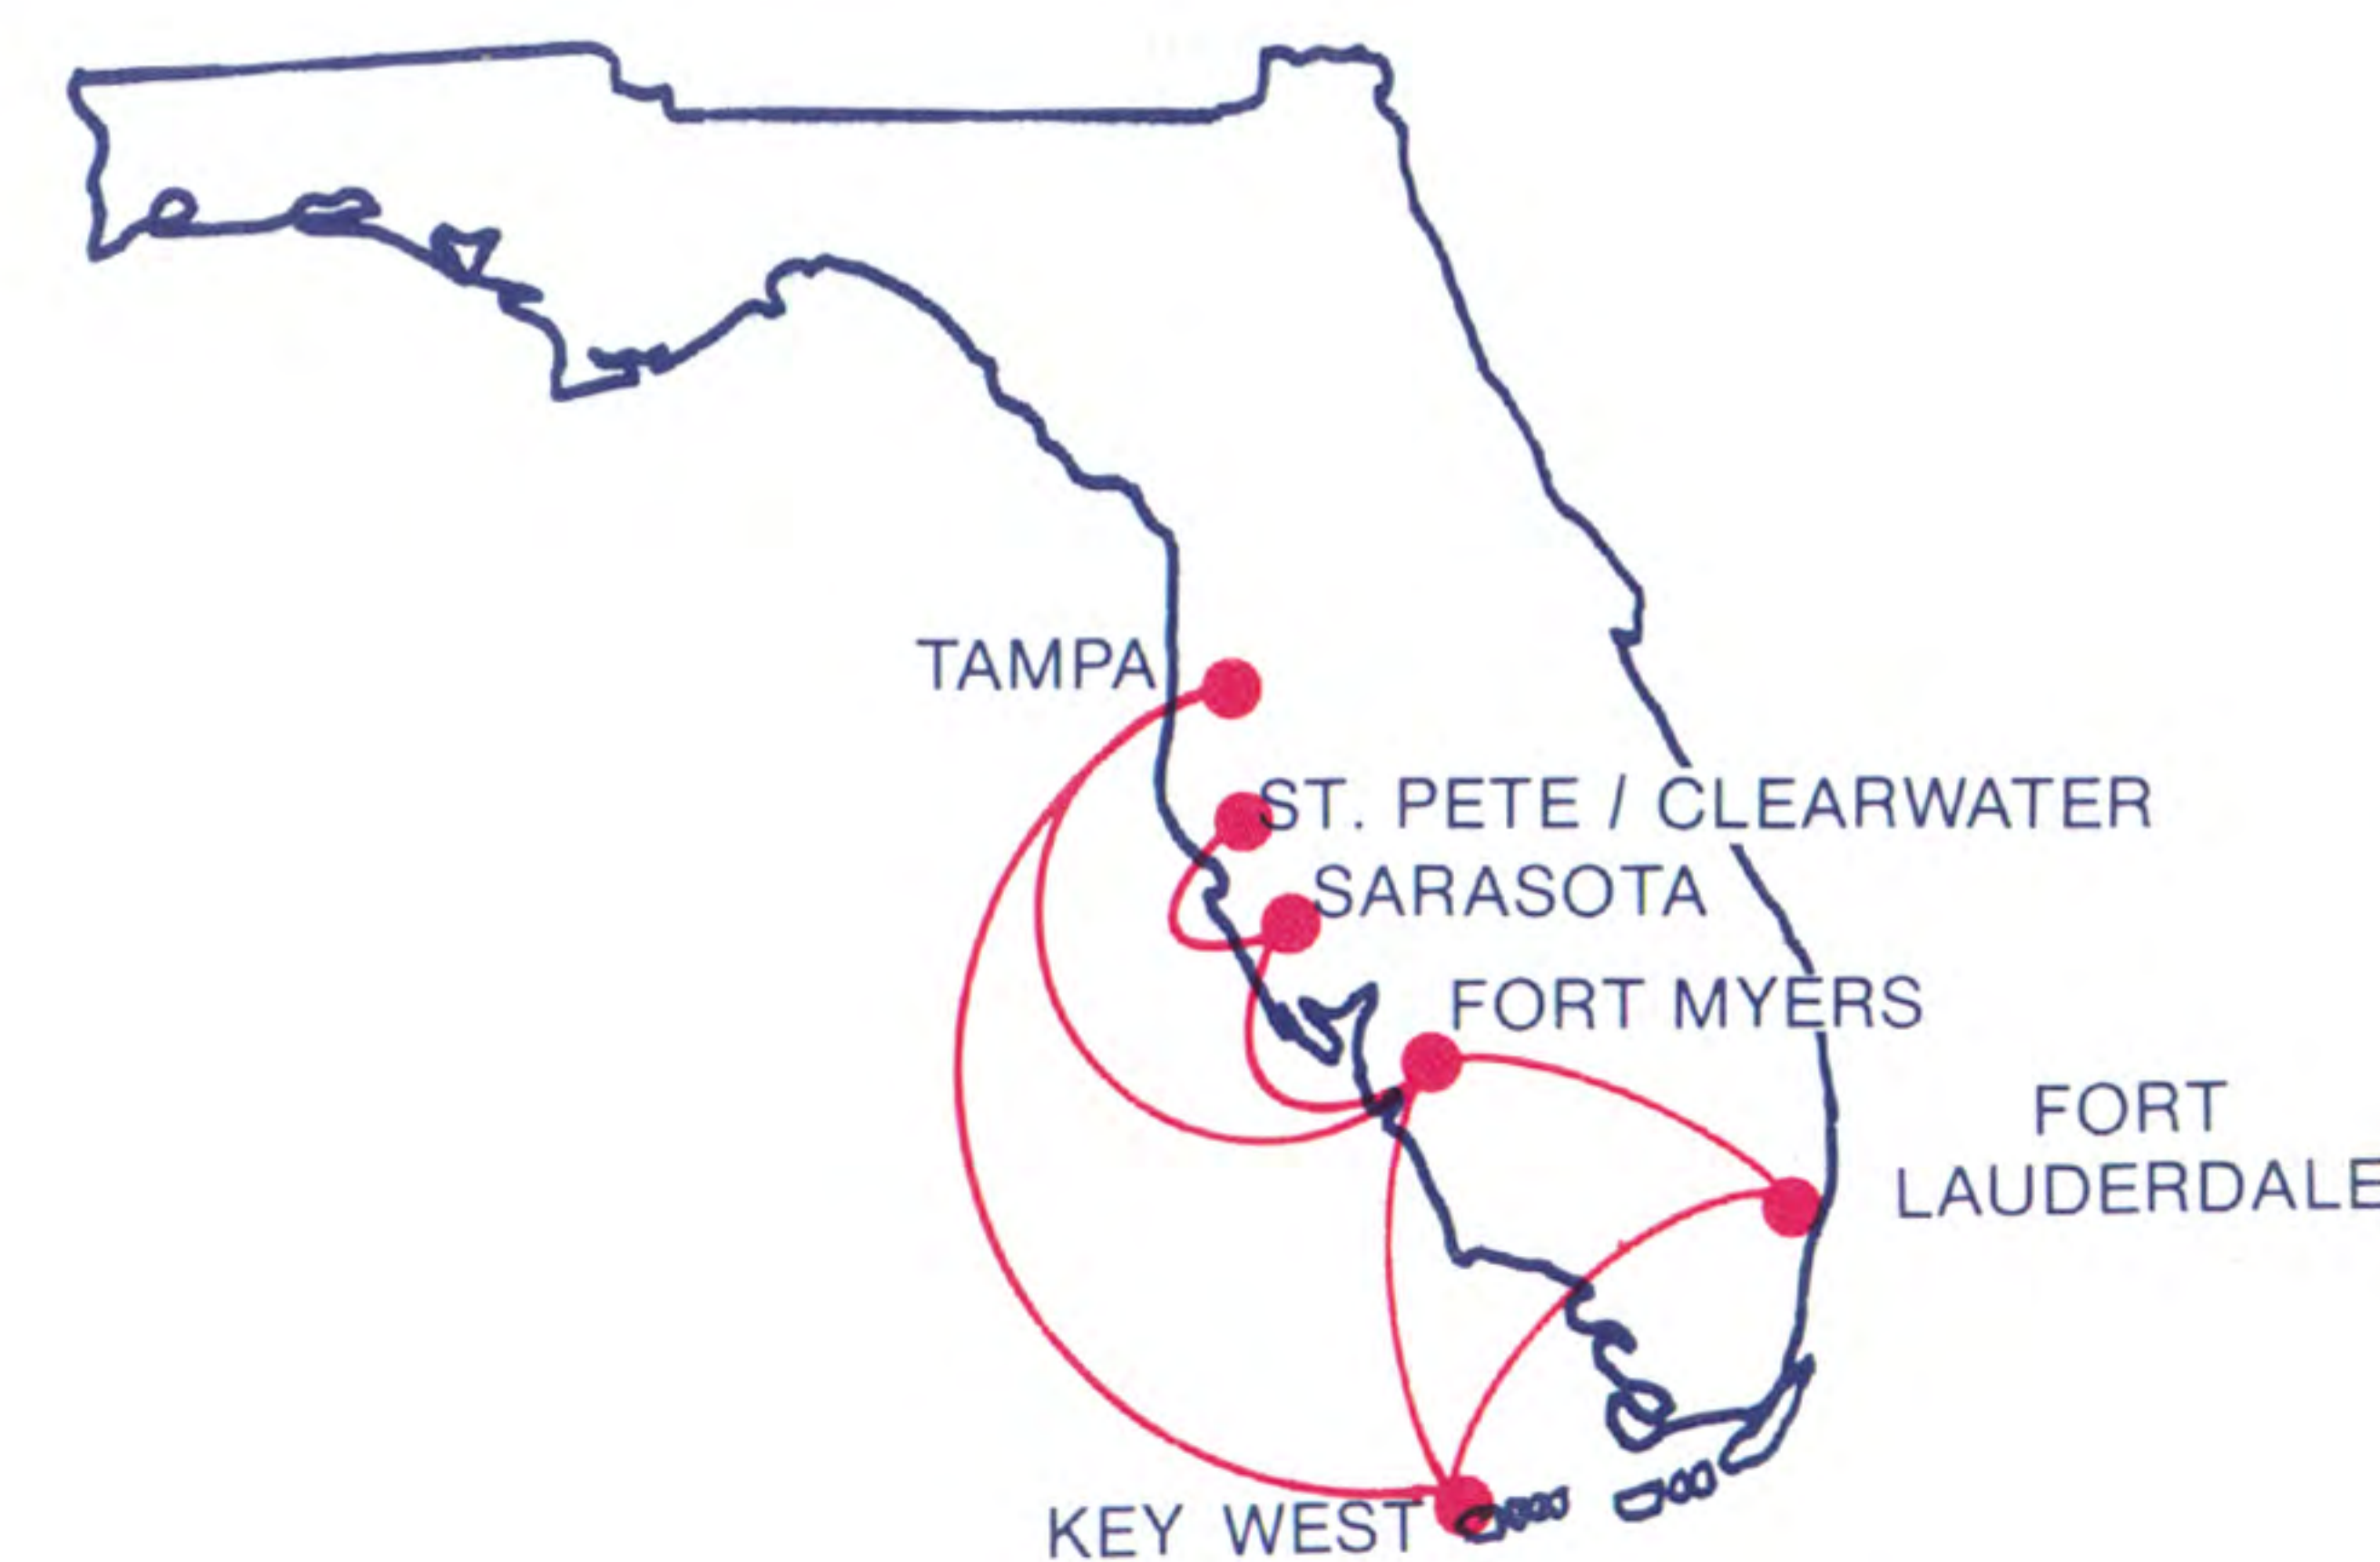 TAMPA
ST. PETE / CLEARWATER
SARASOTA
FORT MYERS
FORT
LAUDERDALE
KEY WEST